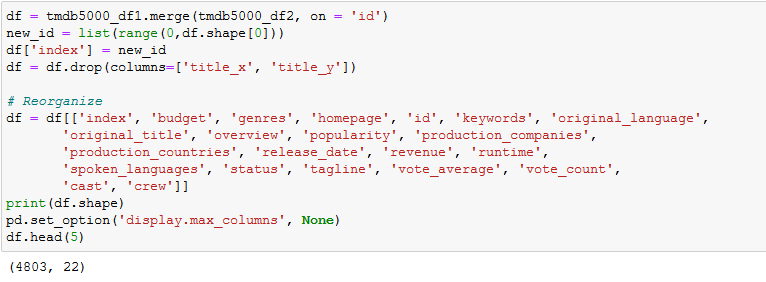 df = tmdb5000_df1.merge(tmdb5000_df2, on = 'id')
new_id = list(range(0,df.shape[0]))
df['index'] = new_id
df = df.drop(columns=['title_x', 'title_y'])
# Reorganize
df = df[['index', 'budget', 'genres', 'homepage', 'id', 'keywords', 'original_language',
'original_title', 'overview', 'popularity', 'production_companies',
'production_countries', 'release_date', 'revenue', 'runtime',
'spoken_languages', 'status', 'tagline', 'vote_average', 'vote_count',
'cast', 'crew']]
print(df.shape)
pd.set_option('display.max_columns', None)
df.head(5)
(4803, 22)